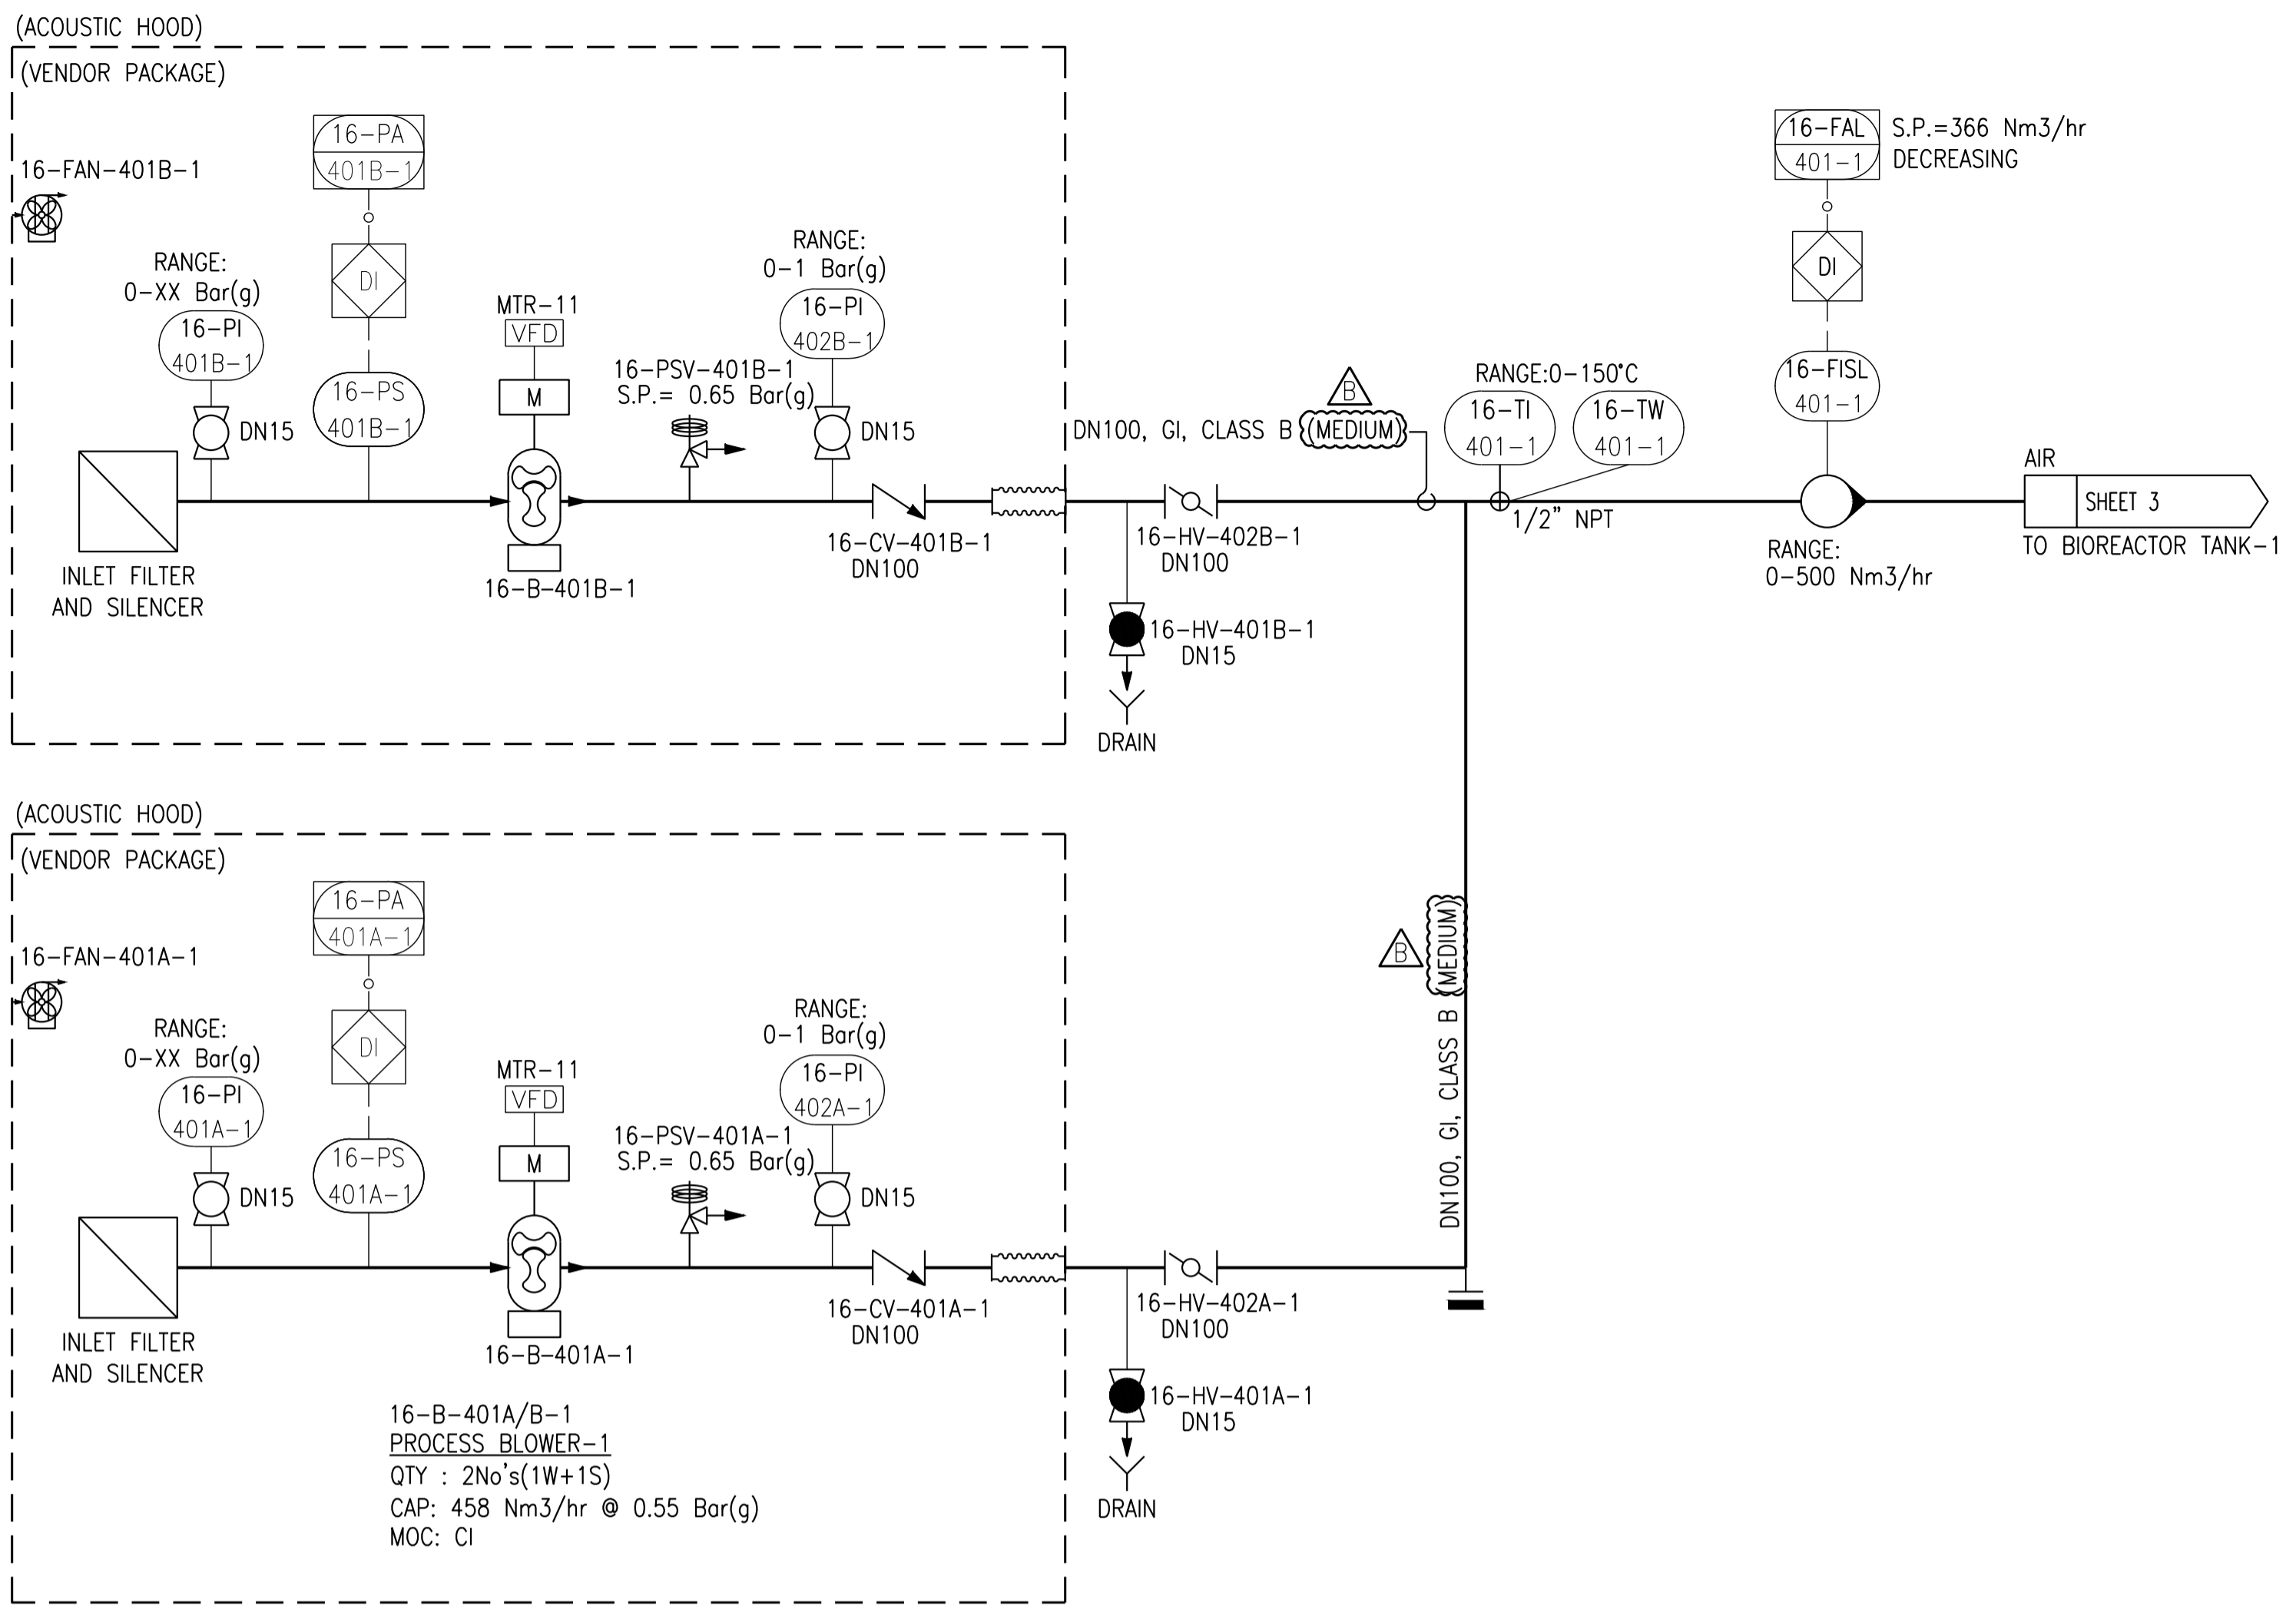 (ACOUSTIC HOOD)
(VENDOR PACKAGE)
16-FAN-401B-1
16-PA
401B-1
DI
RANGE:
0-XX Bar(g)
16-PI
401B-1
DN15
16-PS
401B-1
INLET FILTER
AND SILENCER
MTR-11
VFD
M
16-B-401B-1
16-PSV-401B-1
S.P.= 0.65 Bar(g)
RANGE:
0-1 Bar(g)
16-PI
402B-1
DN15
16-CV-401B-1
DN100
DN100, GI, CLASS B (MEDIUM)
B
16-HV-402B-1
DN100
16-HV-401B-1
DN15
DRAIN
RANGE:0-150°C
16-TI
401-1
16-TW
401-1
1/2" NPT
16-FAL
401-1
S.P.=366 Nm3/hr
DECREASING
DI
16-FISL
401-1
RANGE:
0-500 Nm3/hr
AIR
SHEET 3
TO BIOREACTOR TANK-1
(ACOUSTIC HOOD)
(VENDOR PACKAGE)
16-FAN-401A-1
16-PA
401A-1
DI
RANGE:
0-XX Bar(g)
16-PI
401A-1
DN15
16-PS
401A-1
INLET FILTER
AND SILENCER
MTR-11
VFD
M
16-B-401A-1
16-PSV-401A-1
S.P.= 0.65 Bar(g)
RANGE:
0-1 Bar(g)
16-PI
402A-1
DN15
16-CV-401A-1
DN100
16-HV-402A-1
DN100
16-HV-401A-1
DN15
DRAIN
B
DN100, GI, CLASS B (MEDIUM)
16-B-401A/B-1
PROCESS BLOWER-1
QTY : 2No's(1W+1S)
CAP: 458 Nm3/hr @ 0.55 Bar(g)
MOC: CI